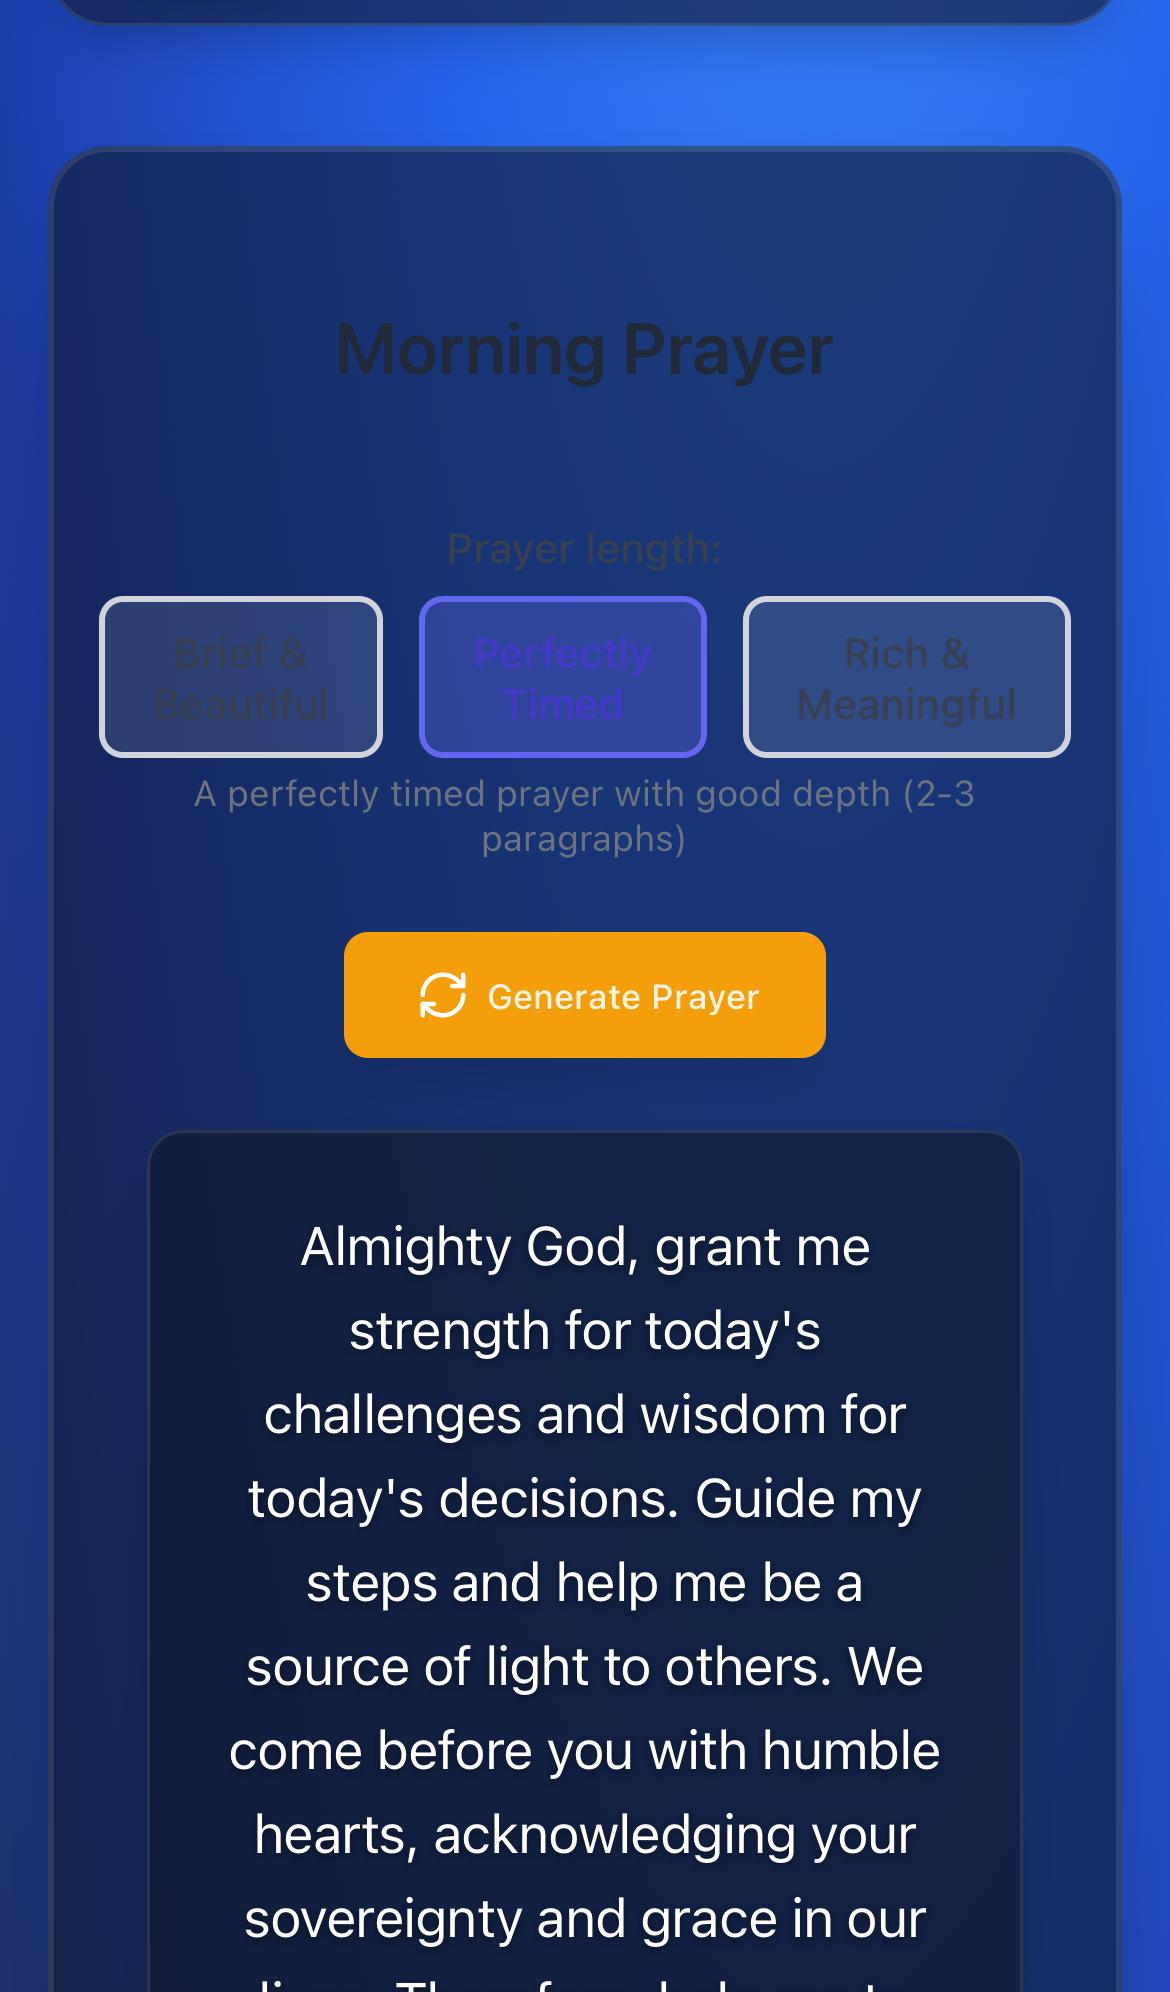 Morning Prayer
Prayer length:
Brief &
Beautiful
Perfectly
Timed
Rich &
Meaningful
A perfectly timed prayer with good depth (2-3
paragraphs)
Generate Prayer
Almighty God, grant me
strength for today's
challenges and wisdom for
today's decisions. Guide my
steps and help me be a
source of light to others. We
come before you with humble
hearts, acknowledging your
sovereignty and grace in our